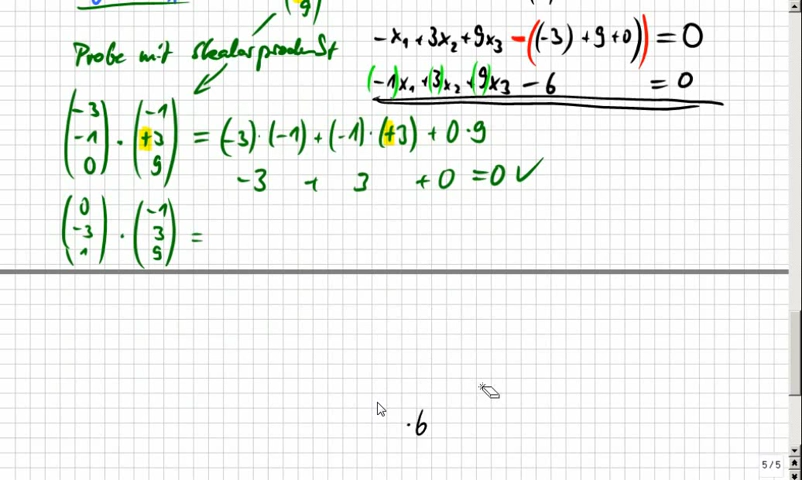 9)
-x₁ + 3x₂ + 9x₃ -((-3) + 9 + 0)) = 0
Probe mit Skalarprodukt
(-1)x₁ + (3)x₂ + (9)x₃ - 6 = 0
(-3 -1 0) · (-1 +3 9) = (-3)·(-1) + (-1)·(+3) + 0·9
-3 + 3 + 0 = 0 ✓
(0 -3 1) · (-1 3 9) =
·6
5/5